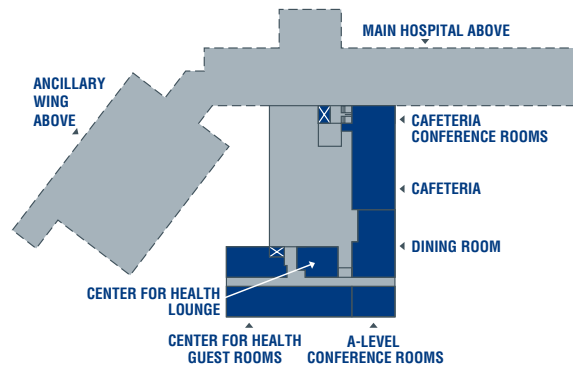 MAIN HOSPITAL ABOVE
ANCILLARY
WING
ABOVE
CAFETERIA
CONFERENCE ROOMS
CAFETERIA
DINING ROOM
CENTER FOR HEALTH
LOUNGE
CENTER FOR HEALTH
GUEST ROOMS
A-LEVEL
CONFERENCE ROOMS